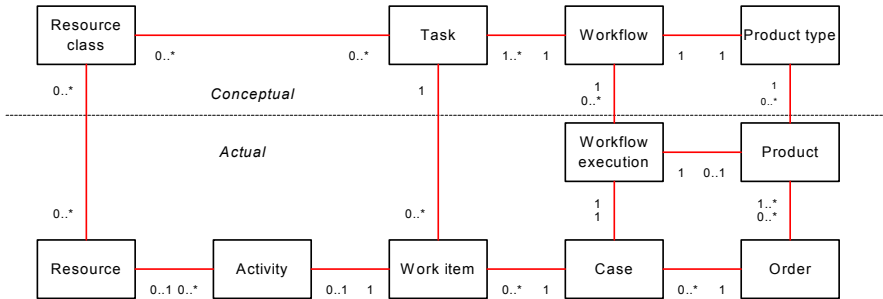 Resource
class
Task
Workflow
Product type
0..*
0..*
1..*
1
1
1
0..*
Conceptual
1
1
0..*
1
0..*
Actual
Workflow
execution
Product
1
0..1
0..*
0..*
1
1
1..*
0..*
Resource
Activity
Work item
Case
Order
0..1
0..*
0..1
1
0..*
1
0..*
1